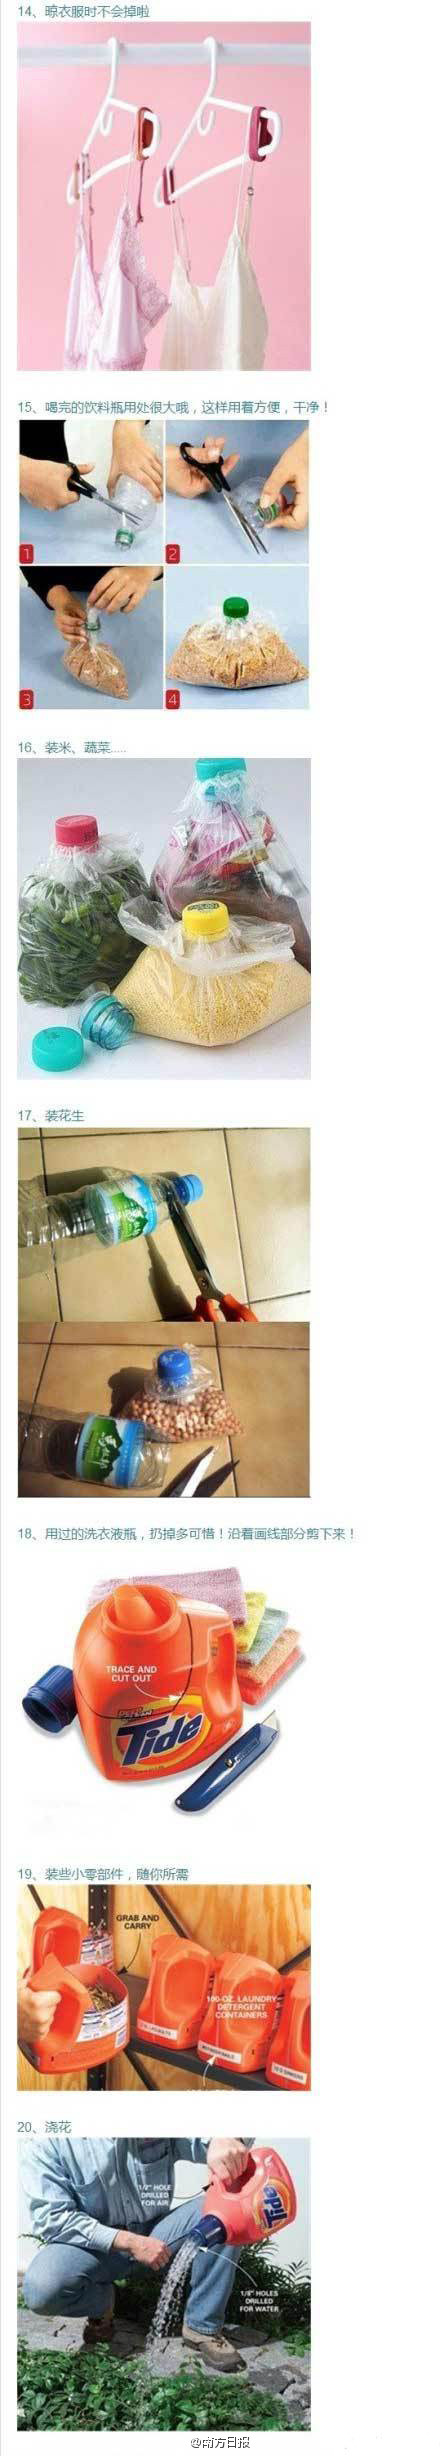 14、晾衣服时不会掉啦
15、喝完的饮料瓶用处很大哦，这样用着方便，干净！
1
2
3
4
16、装米、蔬菜.....
17、装花生
18、用过的洗衣液瓶，扔掉多可惜！沿着画线部分剪下来！
TRACE AND
CUT OUT
Tide
19、装些小零部件，随你所需
GRAB AND
CARRY
100-OZ. LAUNDRY
DETERGENT
CONTAINERS
20、浇花
1/2" HOLE
DRILLED
FOR AIR
Tide
1/8" HOLES
DRILLED
FOR WATER
@南方日报